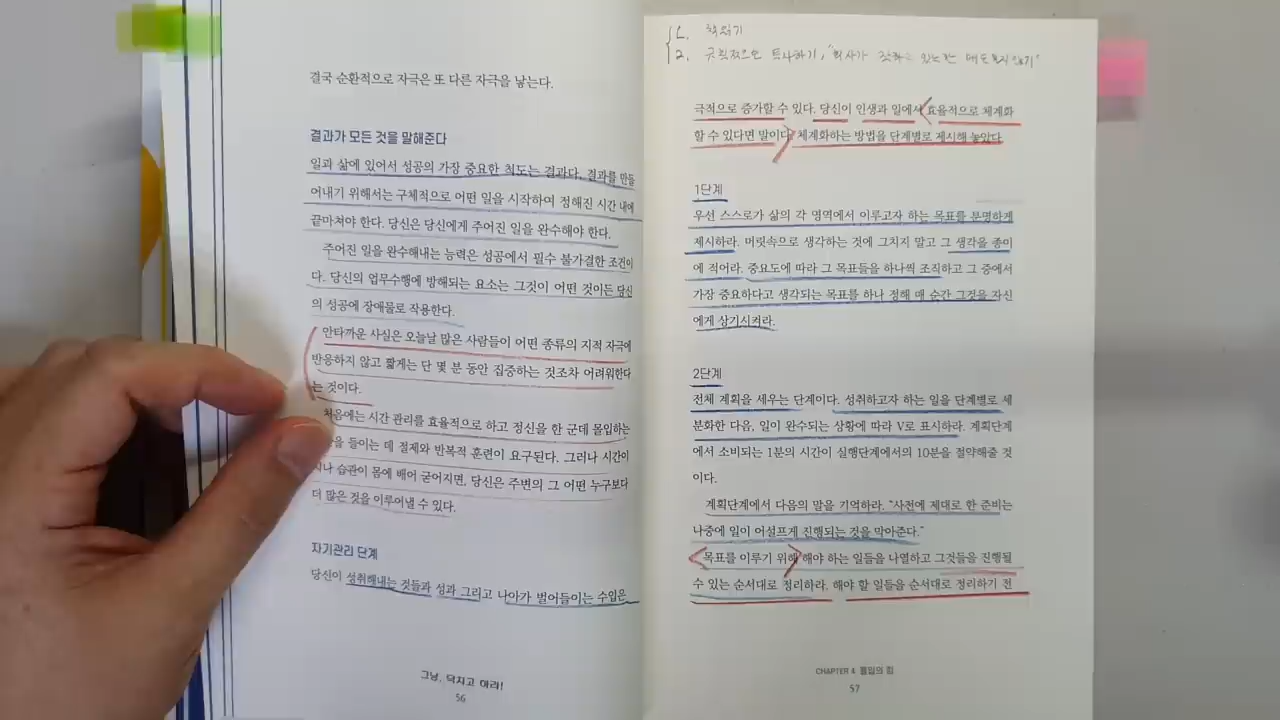 결국 순환적으로 자극은 또 다른 자극을 낳는다.
결과가 모든 것을 말해준다
일과 삶에 있어서 성공의 가장 중요한 척도는 결과다. 결과를 만들
어내기 위해서는 구체적으로 어떤 일을 시작하여 정해진 시간 내에
끝마쳐야 한다. 당신은 당신에게 주어진 일을 완수해야 한다.
주어진 일을 완수해내는 능력은 성공에서 필수 불가결한 조건이
다. 당신의 업무수행에 방해되는 요소는 그것이 어떤 것이든 당신
의 성공에 장애물로 작용한다.
안타까운 사실은 오늘날 많은 사람들이 어떤 종류의 지적 자극에
반응하지 않고 짧게는 단 몇 분 동안 집중하는 것조차 어려워한다
는 것이다.
처음에는 시간 관리를 효율적으로 하고 정신을 한 군데 몰입하는
을 들이는 데 절제와 반복적 훈련이 요구된다. 그러나 시간이
습관이 몸에 배어 굳어지면, 당신은 주변의 그 어떤 누구보다
더 많은 것을 이루어낼 수 있다.
자기관리 단계
당신이 성취해내는 것들과 성과 그리고 나아가 벌어들이는 수입은
그냥, 닥치고 하라!
56
1. 책읽기
2. 규칙적으로
극적으로 증가할 수 있다. 당신이 인생과 일에서 효율적으로 체계화
할 수 있다면 말이다. 체계화하는 방법을 단계별로 제시해 놓았다.
1단계
우선 스스로가 삶의 각 영역에서 이루고자 하는 목표를 분명하게
제시하라. 머릿속으로 생각하는 것에 그치지 말고 그 생각을 종이
에 적어라. 중요도에 따라 그 목표들을 하나씩 조직하고 그 중에서
가장 중요하다고 생각되는 목표를 하나 정해 매 순간 그것을 자신
에게 상기시켜라.
2단계
전체 계획을 세우는 단계이다. 성취하고자 하는 일을 단계별로 세
분화한 다음, 일이 완수되는 상황에 따라 V로 표시하라. 계획단계
에서 소비되는 1분의 시간이 실행단계에서의 10분을 절약해줄 것
이다.
계획단계에서 다음의 말을 기억하라. "사전에 제대로 한 준비는
나중에 일이 어설프게 진행되는 것을 막아준다."
목표를 이루기 위해 해야 하는 일들을 나열하고 그것들을 진행될
수 있는 순서대로 정리하라. 해야 할 일들을 순서대로 정리하기 전
CHAPTER 4 몰입의 힘
57